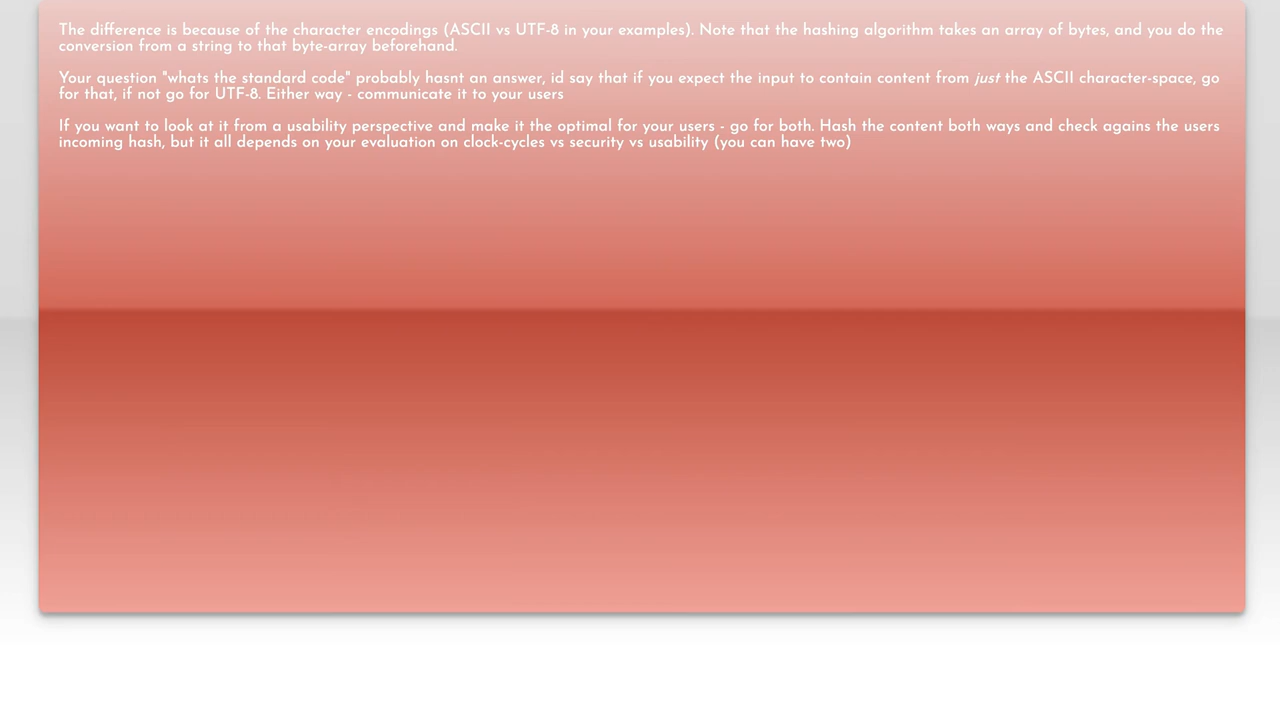 The difference is because of the character encodings (ASCII vs UTF-8 in your examples). Note that the hashing algorithm takes an array of bytes, and you do the
conversion from a string to that byte-array beforehand.
Your question "whats the standard code" probably hasnt an answer, id say that if you expect the input to contain content from just the ASCII character-space, go
for that, if not go for UTF-8. Either way - communicate it to your users
If you want to look at it from a usability perspective and make it the optimal for your users - go for both. Hash the content both ways and check agains the users
incoming hash, but it all depends on your evaluation on clock-cycles vs security vs usability (you can have two)